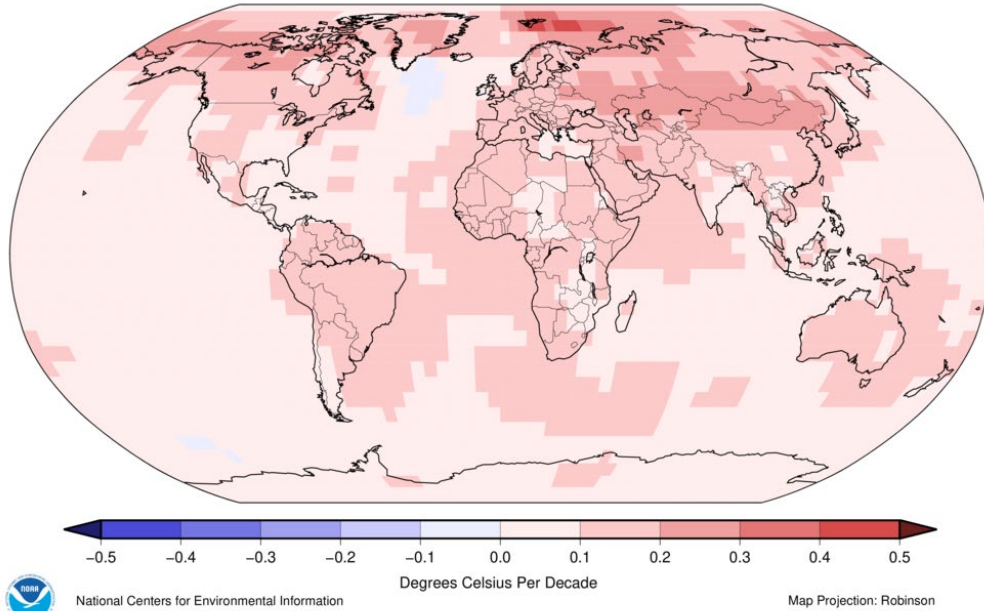 −0.5 −0.4 −0.3 −0.2 −0.1 0.0 0.1 0.2 0.3 0.4 0.5
Degrees Celsius Per Decade
NOAA
National Centers for Environmental Information
Map Projection: Robinson